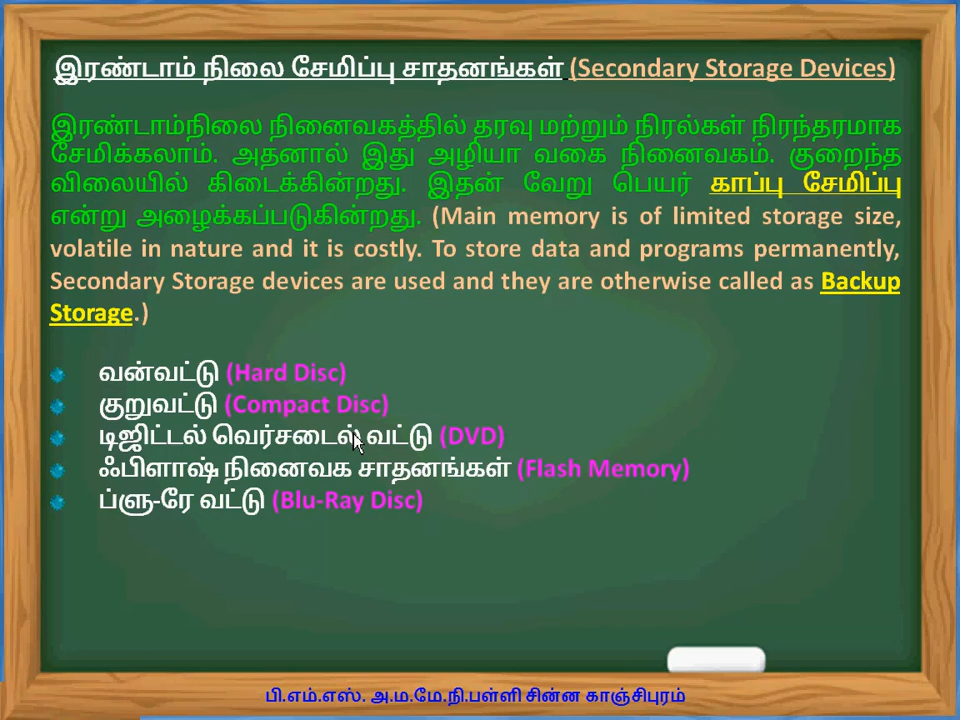 இரண்டாம் நிலை சேமிப்பு சாதனங்கள் (Secondary Storage Devices)
இரண்டாம்நிலை நினைவகத்தில் தரவு மற்றும் நிரல்கள் நிரந்தரமாக
சேமிக்கலாம். அதனால் இது அழியா வகை நினைவகம். குறைந்த
விலையில் கிடைக்கின்றது. இதன் வேறு பெயர் காப்பு சேமிப்பு
என்று அழைக்கப்படுகின்றது. (Main memory is of limited storage size,
volatile in nature and it is costly. To store data and programs permanently,
Secondary Storage devices are used and they are otherwise called as Backup
Storage.)
வன்வட்டு (Hard Disc)
குறுவட்டு (Compact Disc)
டிஜிட்டல் வெர்சடைல் வட்டு (DVD)
ஃபிளாஷ் நினைவக சாதனங்கள் (Flash Memory)
ப்ளு-ரே வட்டு (Blu-Ray Disc)
பி.எம்.எஸ். அ.ம.மே.நி.பள்ளி சின்ன காஞ்சிபுரம்